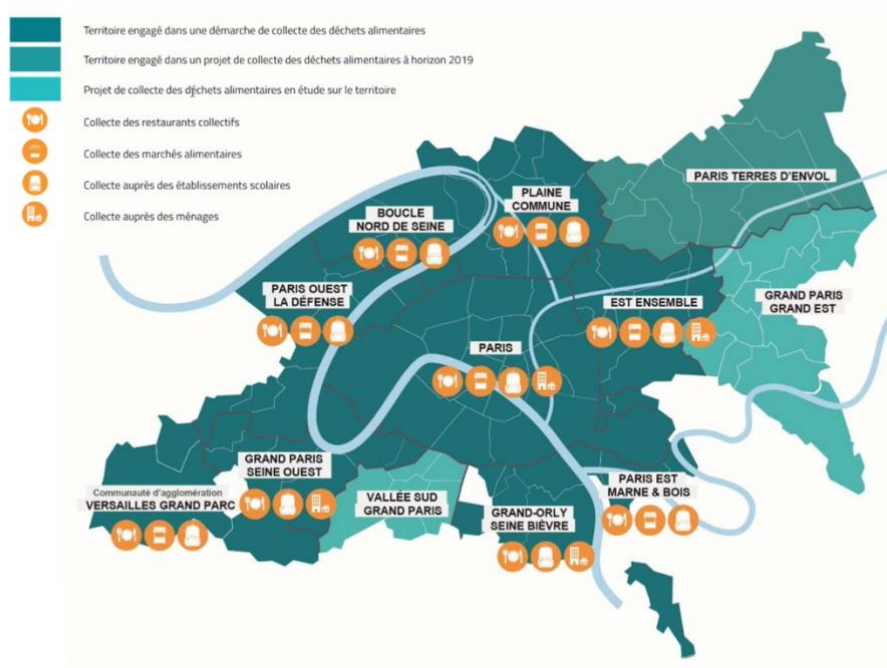 Territoire engagé dans une démarche de collecte des déchets alimentaires
Territoire engagé dans un projet de collecte des déchets alimentaires à horizon 2019
Projet de collecte des déchets alimentaires en étude sur le territoire
Collecte des restaurants collectifs
Collecte des marchés alimentaires
Collecte auprès des établissements scolaires
Collecte auprès des ménages
PARIS TERRES D'ENVOL
PLAINE
COMMUNE
BOUCLE
NORD DE SEINE
PARIS OUEST
LA DÉFENSE
EST ENSEMBLE
GRAND PARIS
GRAND EST
PARIS
GRAND PARIS
SEINE OUEST
Communauté d'agglomération
VERSAILLES GRAND PARC
VALLÉE SUD
GRAND PARIS
GRAND-ORLY
SEINE BIÈVRE
PARIS EST
MARNE & BOIS